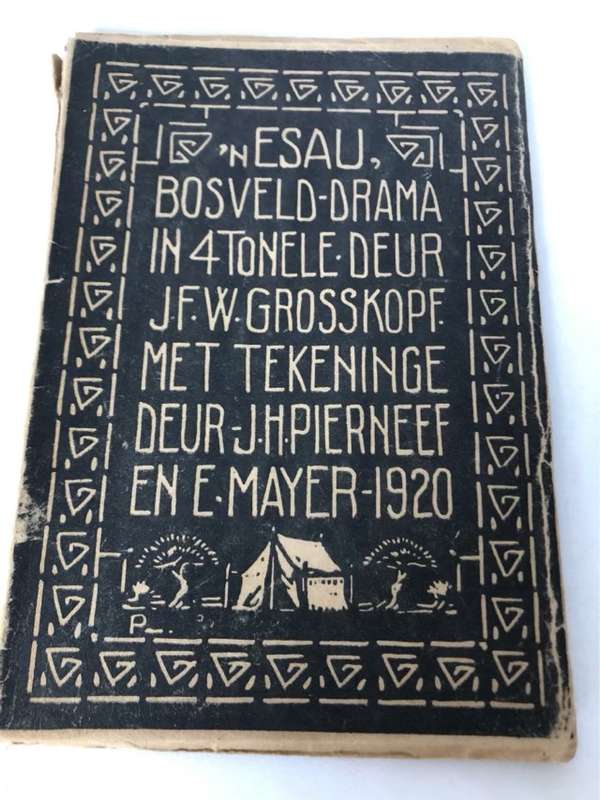 'N ESAU,
BOSVELD-DRAMA
IN 4 TONELE·DEUR
J.F.W. GROSSKOPF.
MET TEKENINGE
DEUR-J.H.PIERNEEF
EN E. MAYER-1920
P